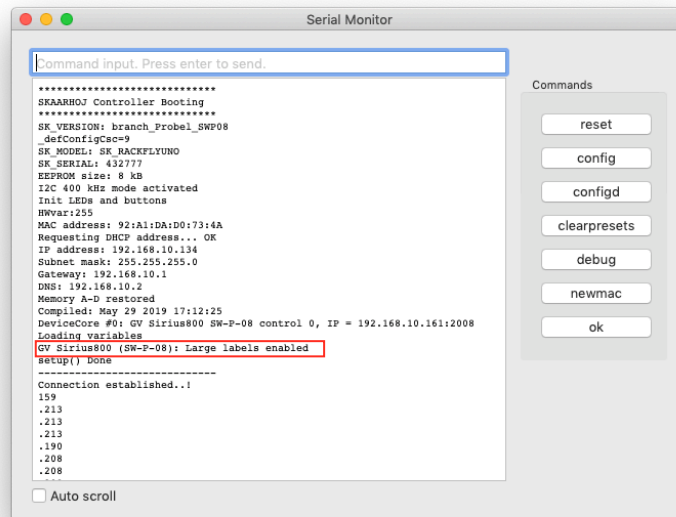 Serial Monitor
Command input. Press enter to send.
*****************************
SKAARHOJ Controller Booting
*****************************
SK_VERSION: branch_Probel_SWP08
_defConfigCsc=9
SK_MODEL: SK_RACKFLYUNO
SK_SERIAL: 432777
EEPROM size: 8 kB
I2C 400 kHz mode activated
Init LEDs and buttons
HWvar:255
MAC address: 92:A1:DA:D0:73:4A
Requesting DHCP address... OK
IP address: 192.168.10.134
Subnet mask: 255.255.255.0
Gateway: 192.168.10.1
DNS: 192.168.10.2
Memory A-D restored
Compiled: May 29 2019 17:12:25
DeviceCore #0: GV Sirius800 SW-P-08 control 0, IP = 192.168.10.161:2008
Loading variables
GV Sirius800 (SW-P-08): Large labels enabled
setup() Done
-----------------------------
Connection established..!
159
.213
.213
.213
.190
.208
.208
Auto scroll
Commands
reset
config
configd
clearpresets
debug
newmac
ok